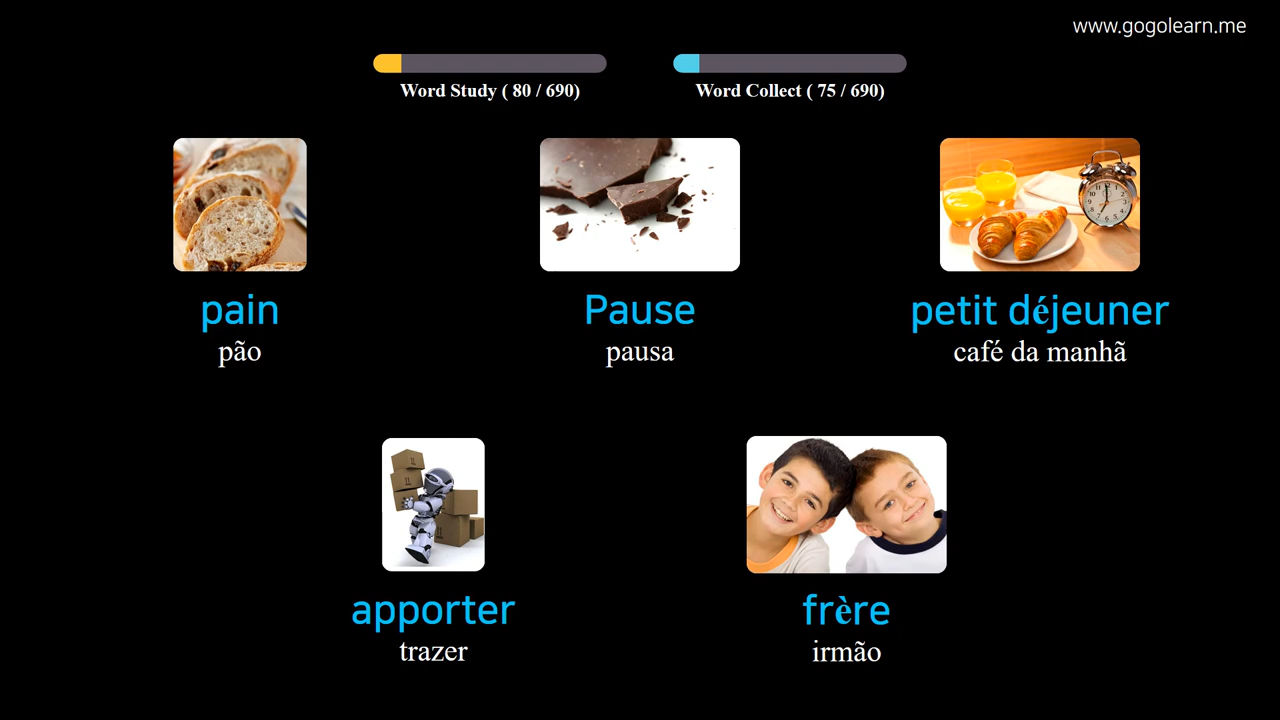 www.gogolearn.me
Word Study ( 80 / 690)
Word Collect ( 75 / 690)
pain
pão
Pause
pausa
petit déjeuner
café da manhã
apporter
trazer
frère
irmão